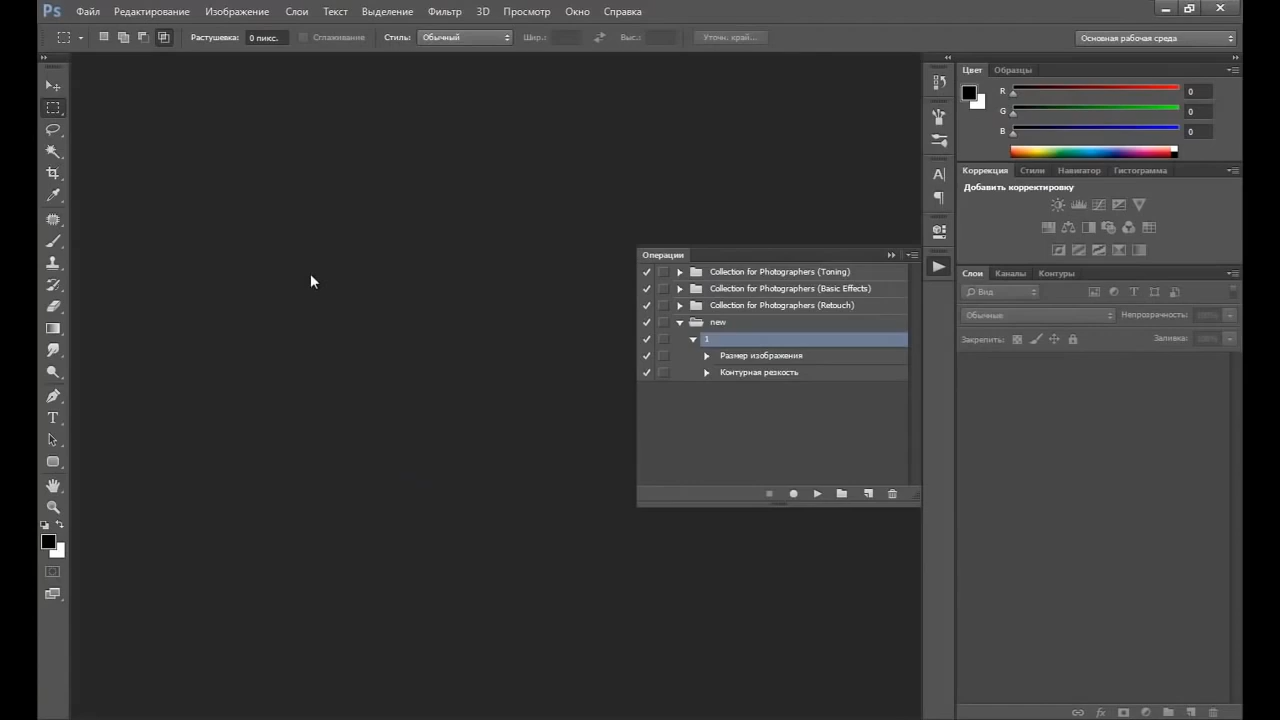 Ps Файл Редактирование Изображение Слои Текст Выделение Фильтр 3D Просмотр Окно Справка
Растушевка: 0 пикс. Сглаживание Стиль: Обычный Шир.: Выс.: Уточн. край... Основная рабочая среда
Цвет Образцы
R 0
G 0
B 0
Коррекция Стили Навигатор Гистограмма
Добавить корректировку
Операции
Collection for Photographers (Toning)
Collection for Photographers (Basic Effects)
Collection for Photographers (Retouch)
new
1
Размер изображения
Контурная резкость
Слои Каналы Контуры
Вид
Обычные Непрозрачность:
Закрепить: Заливка: